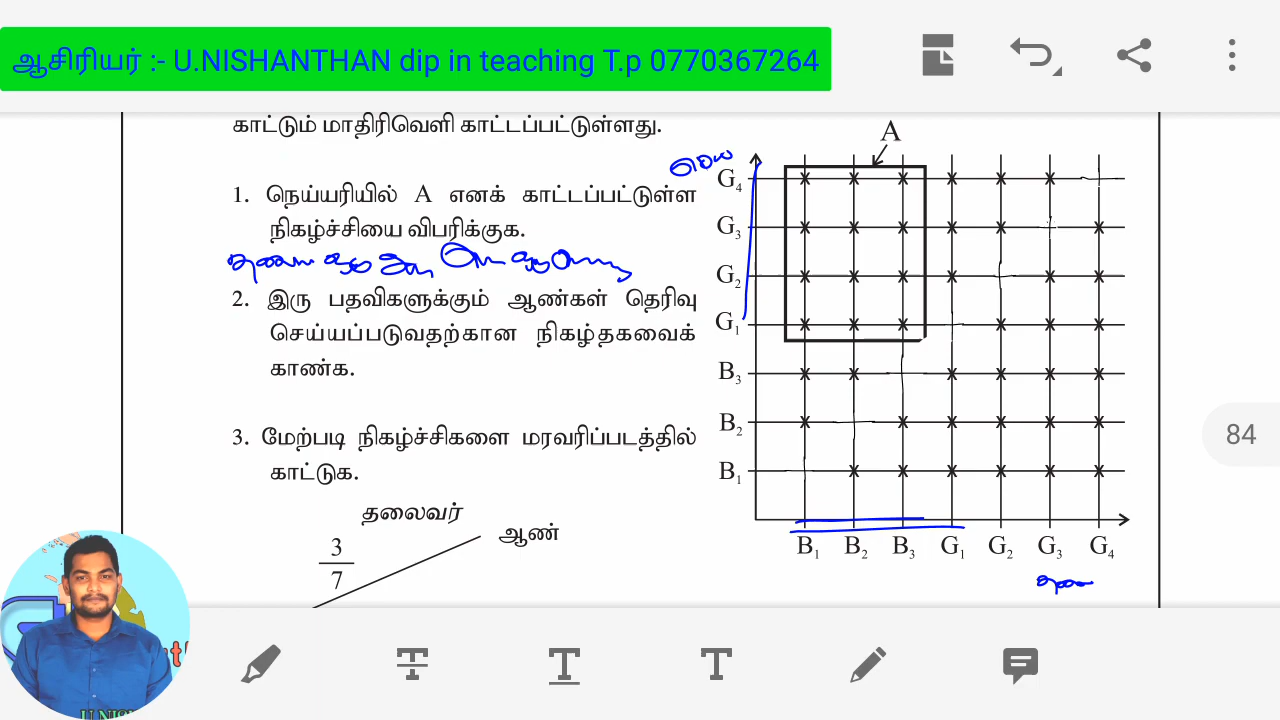 ஆசிரியர் :- U.NISHANTHAN dip in teaching T.p 0770367264
காட்டும் மாதிரிவெளி காட்டப்பட்டுள்ளது.
1. நெய்யரியில் A எனக் காட்டப்பட்டுள்ள
நிகழ்ச்சியை விபரிக்குக.
2. இரு பதவிகளுக்கும் ஆண்கள் தெரிவு
செய்யப்படுவதற்கான நிகழ்தகவைக்
காண்க.
3. மேற்படி நிகழ்ச்சிகளை மரவரிப்படத்தில்
காட்டுக.
தலைவர்
ஆண்
3
7
A
G4
G3
G2
G1
B3
B2
B1
B1 B2 B3 G1 G2 G3 G4
84
T T T